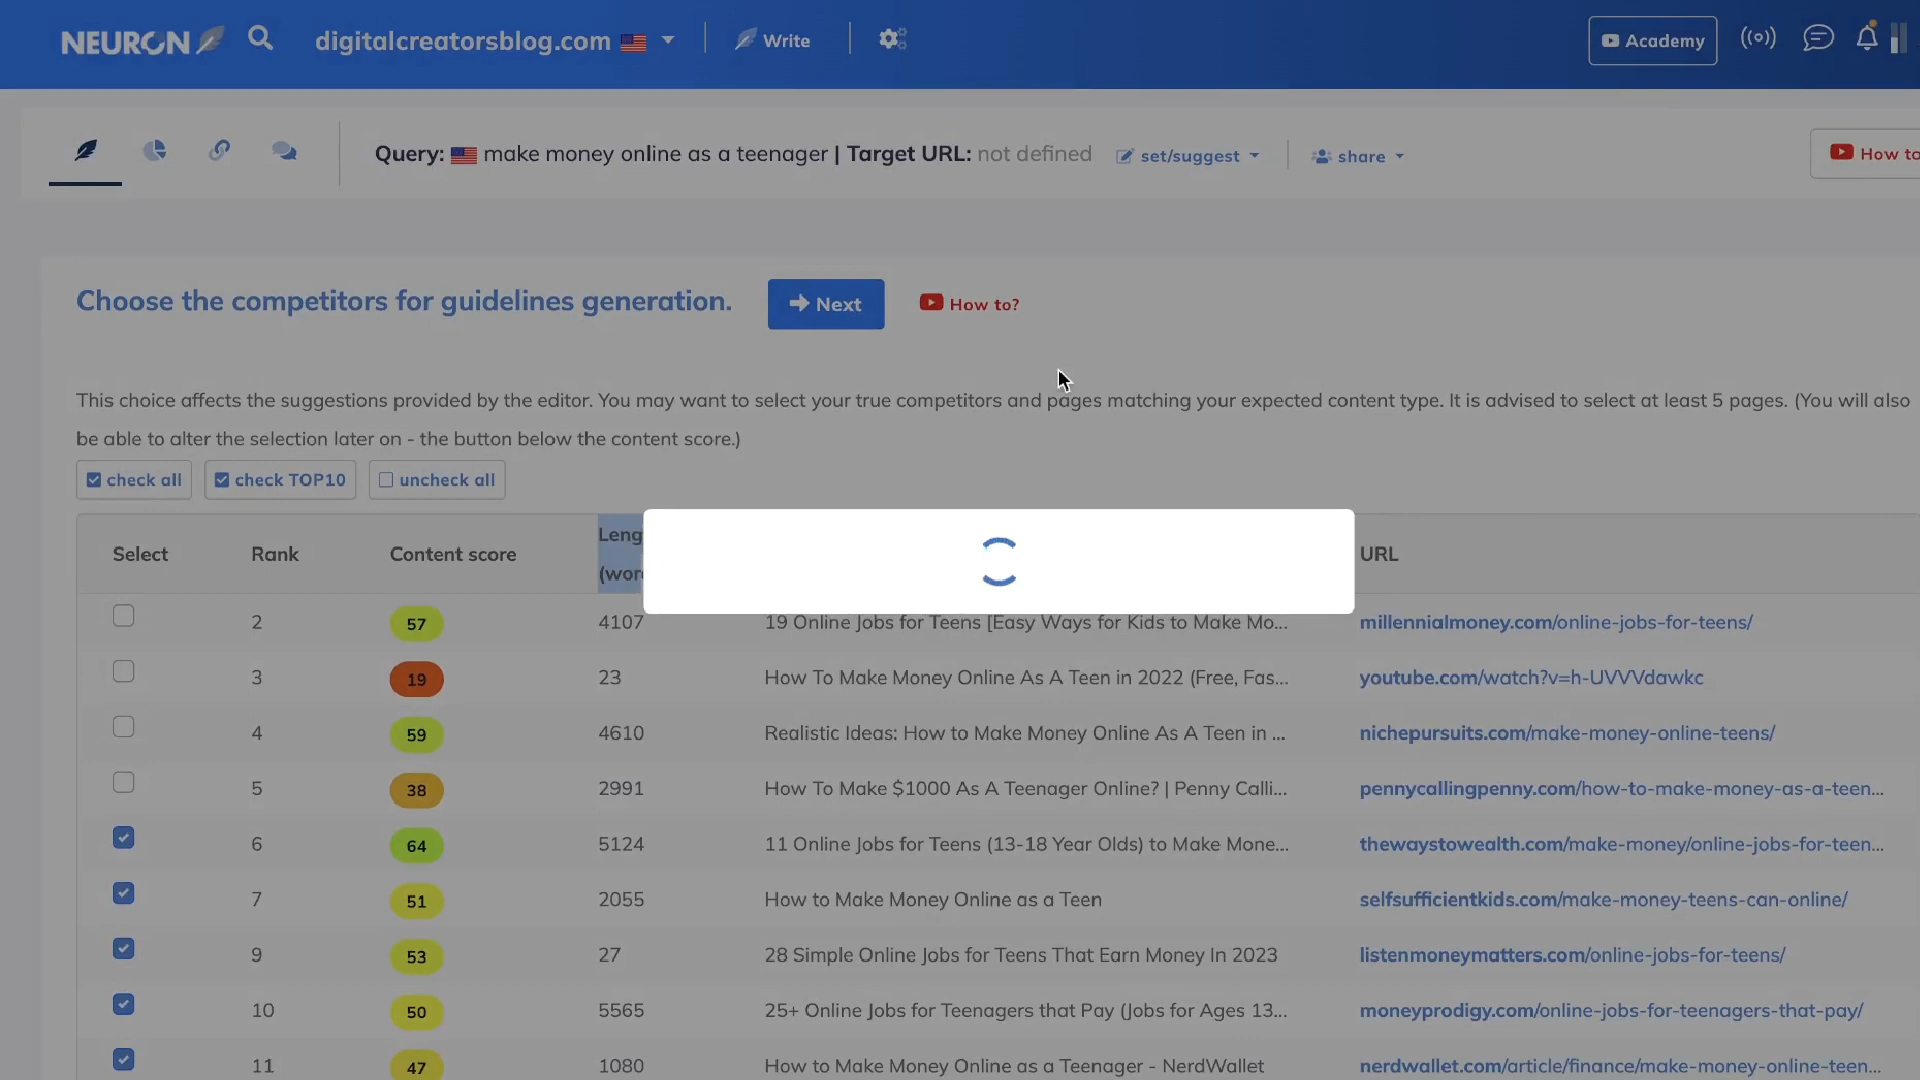 NEURON digitalcreatorsblog.com Write Academy
Query: make money online as a teenager | Target URL: not defined set/suggest share How to
Choose the competitors for guidelines generation. Next How to?
This choice affects the suggestions provided by the editor. You may want to select your true competitors and pages matching your expected content type. It is advised to select at least 5 pages. (You will also
be able to alter the selection later on - the button below the content score.)
check all check TOP10 uncheck all
Select Rank Content score Leng URL
(wor
2 57 4107 19 Online Jobs for Teens [Easy Ways for Kids to Make Mo... millennialmoney.com/online-jobs-for-teens/
3 19 23 How To Make Money Online As A Teen in 2022 (Free, Fas... youtube.com/watch?v=h-UVVVdawkc
4 59 4610 Realistic Ideas: How to Make Money Online As A Teen in ... nichepursuits.com/make-money-online-teens/
5 38 2991 How To Make $1000 As A Teenager Online? | Penny Calli... pennycallingpenny.com/how-to-make-money-as-a-teen...
6 64 5124 11 Online Jobs for Teens (13-18 Year Olds) to Make Mone... thewaystowealth.com/make-money/online-jobs-for-teen...
7 51 2055 How to Make Money Online as a Teen selfsufficientkids.com/make-money-teens-can-online/
9 53 27 28 Simple Online Jobs for Teens That Earn Money In 2023 listenmoneymatters.com/online-jobs-for-teens/
10 50 5565 25+ Online Jobs for Teenagers that Pay (Jobs for Ages 13... moneyprodigy.com/online-jobs-for-teenagers-that-pay/
11 47 1080 How to Make Money Online as a Teenager - NerdWallet nerdwallet.com/article/finance/make-money-online-teen...